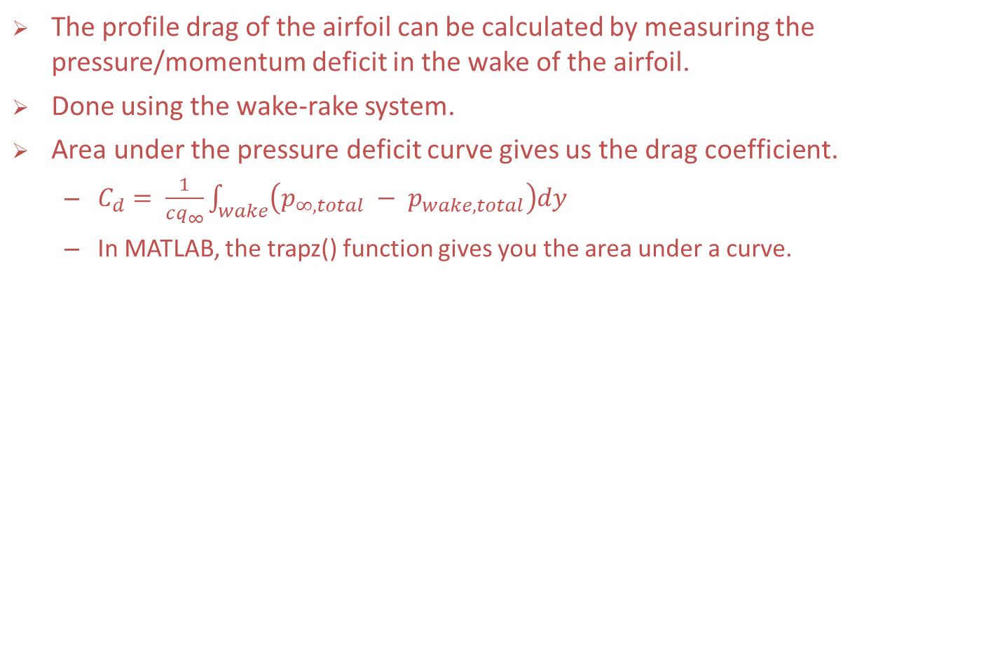 ➢ The profile drag of the airfoil can be calculated by measuring the
pressure/momentum deficit in the wake of the airfoil.
➢ Done using the wake-rake system.
➢ Area under the pressure deficit curve gives us the drag coefficient.
– $C_d = \frac{1}{cq_\infty} \int_{wake} (p_{\infty,total} - p_{wake,total}) dy$
– In MATLAB, the trapz() function gives you the area under a curve.